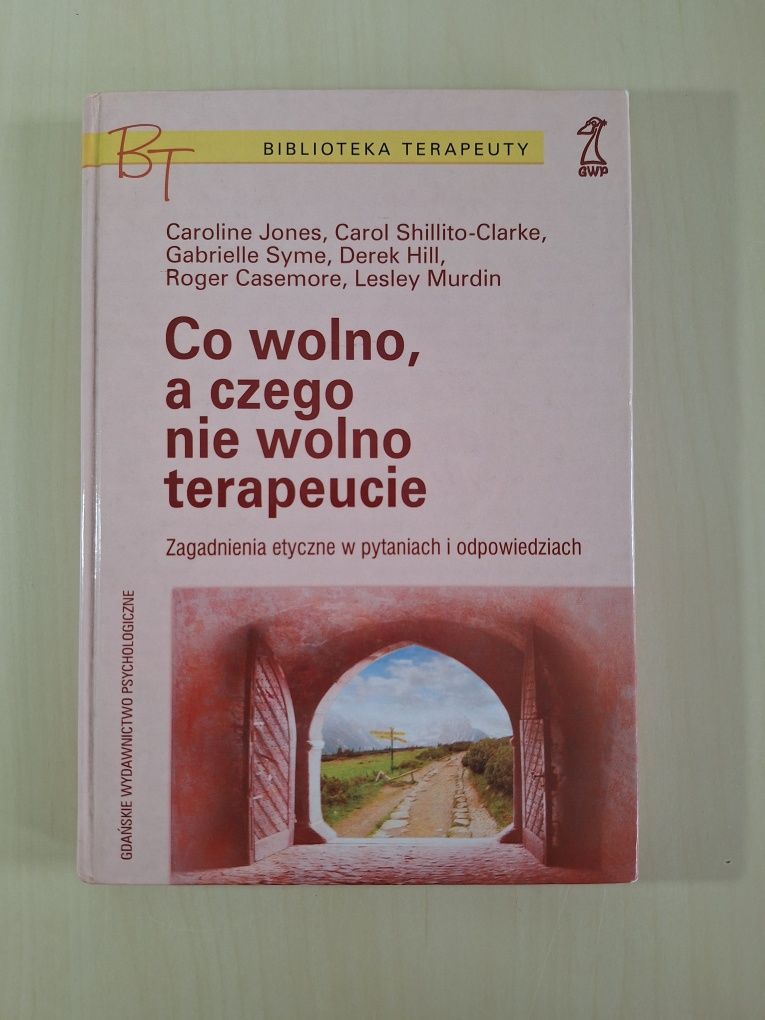 BT
BIBLIOTEKA TERAPEUTY
GWP
Caroline Jones, Carol Shillito-Clarke,
Gabrielle Syme, Derek Hill,
Roger Casemore, Lesley Murdin
Co wolno,
a czego
nie wolno
terapeucie
Zagadnienia etyczne w pytaniach i odpowiedziach
GDAŃSKIE WYDAWNICTWO PSYCHOLOGICZNE